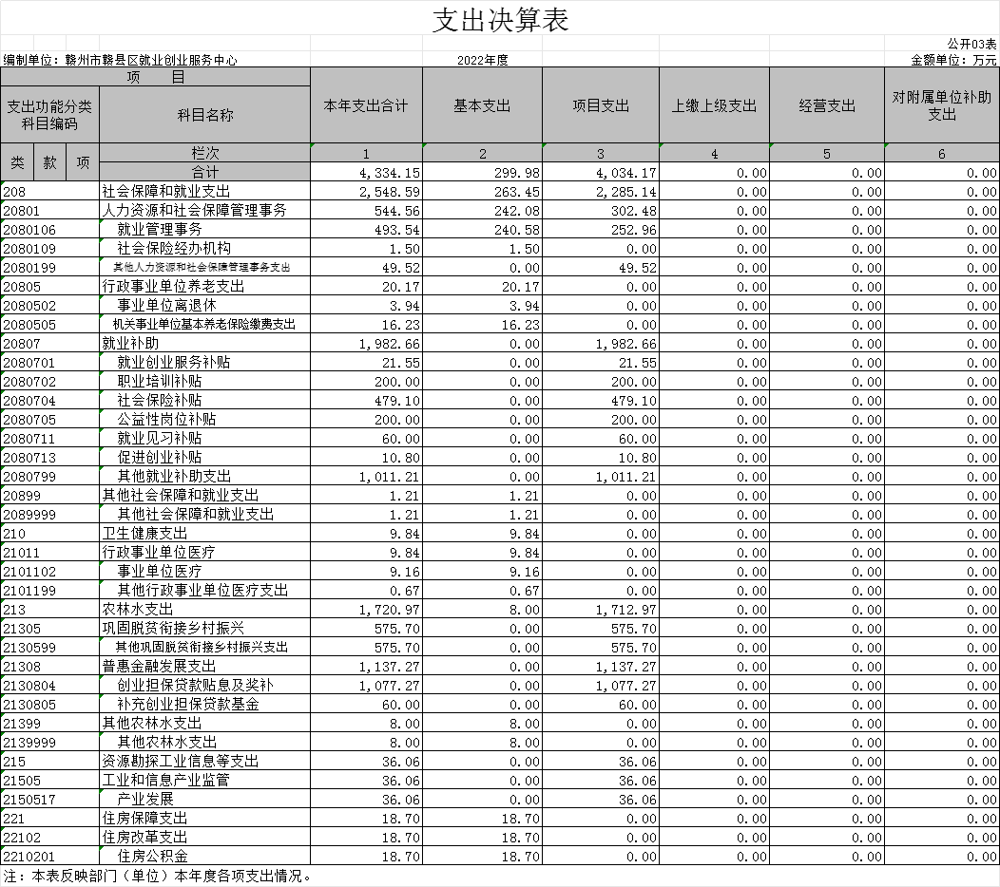 支出决算表
公开03表
编制单位：赣州市赣县区就业创业服务中心 2022年度 金额单位：万元
项 目 本年支出合计 基本支出 项目支出 上缴上级支出 经营支出 对附属单位补助支出
支出功能分类科目编码 科目名称
类 款 项 栏次 1 2 3 4 5 6
合计 4,334.15 299.98 4,034.17 0.00 0.00 0.00
208 社会保障和就业支出 2,548.59 263.45 2,285.14 0.00 0.00 0.00
20801 人力资源和社会保障管理事务 544.56 242.08 302.48 0.00 0.00 0.00
2080106 就业管理事务 493.54 240.58 252.96 0.00 0.00 0.00
2080109 社会保险经办机构 1.50 1.50 0.00 0.00 0.00 0.00
2080199 其他人力资源和社会保障管理事务支出 49.52 0.00 49.52 0.00 0.00 0.00
20805 行政事业单位养老支出 20.17 20.17 0.00 0.00 0.00 0.00
2080502 事业单位离退休 3.94 3.94 0.00 0.00 0.00 0.00
2080505 机关事业单位基本养老保险缴费支出 16.23 16.23 0.00 0.00 0.00 0.00
20807 就业补助 1,982.66 0.00 1,982.66 0.00 0.00 0.00
2080701 就业创业服务补贴 21.55 0.00 21.55 0.00 0.00 0.00
2080702 职业培训补贴 200.00 0.00 200.00 0.00 0.00 0.00
2080704 社会保险补贴 479.10 0.00 479.10 0.00 0.00 0.00
2080705 公益性岗位补贴 200.00 0.00 200.00 0.00 0.00 0.00
2080711 就业见习补贴 60.00 0.00 60.00 0.00 0.00 0.00
2080713 促进创业补贴 10.80 0.00 10.80 0.00 0.00 0.00
2080799 其他就业补助支出 1,011.21 0.00 1,011.21 0.00 0.00 0.00
20899 其他社会保障和就业支出 1.21 1.21 0.00 0.00 0.00 0.00
2089999 其他社会保障和就业支出 1.21 1.21 0.00 0.00 0.00 0.00
210 卫生健康支出 9.84 9.84 0.00 0.00 0.00 0.00
21011 行政事业单位医疗 9.84 9.84 0.00 0.00 0.00 0.00
2101102 事业单位医疗 9.16 9.16 0.00 0.00 0.00 0.00
2101199 其他行政事业单位医疗支出 0.67 0.67 0.00 0.00 0.00 0.00
213 农林水支出 1,720.97 8.00 1,712.97 0.00 0.00 0.00
21305 巩固脱贫衔接乡村振兴 575.70 0.00 575.70 0.00 0.00 0.00
2130599 其他巩固脱贫衔接乡村振兴支出 575.70 0.00 575.70 0.00 0.00 0.00
21308 普惠金融发展支出 1,137.27 0.00 1,137.27 0.00 0.00 0.00
2130804 创业担保贷款贴息及奖补 1,077.27 0.00 1,077.27 0.00 0.00 0.00
2130805 补充创业担保贷款基金 60.00 0.00 60.00 0.00 0.00 0.00
21399 其他农林水支出 8.00 8.00 0.00 0.00 0.00 0.00
2139999 其他农林水支出 8.00 8.00 0.00 0.00 0.00 0.00
215 资源勘探工业信息等支出 36.06 0.00 36.06 0.00 0.00 0.00
21505 工业和信息产业监管 36.06 0.00 36.06 0.00 0.00 0.00
2150517 产业发展 36.06 0.00 36.06 0.00 0.00 0.00
221 住房保障支出 18.70 18.70 0.00 0.00 0.00 0.00
22102 住房改革支出 18.70 18.70 0.00 0.00 0.00 0.00
2210201 住房公积金 18.70 18.70 0.00 0.00 0.00 0.00
注：本表反映部门（单位）本年度各项支出情况。